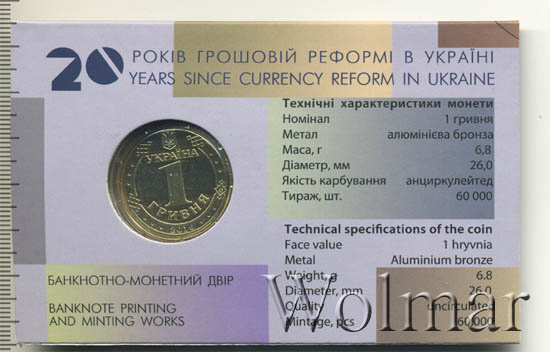 20 РОКІВ ГРОШОВІЙ РЕФОРМІ В УКРАЇНІ
YEARS SINCE CURRENCY REFORM IN UKRAINE
Технічні характеристики монети
Номінал 1 гривня
Метал алюмінієва бронза
Маса, г 6,8
Діаметр, мм 26,0
Якість карбування анциркулейтед
Тираж, шт. 60 000
УКРАЇНА
1
ГРИВНЯ
Technical specifications of the coin
Face value 1 hryvnia
Metal Aluminium bronze
Weight, g 6.8
Diameter, mm 26.0
Quality uncirculated
Mintage, pcs 60,000
БАНКНОТНО-МОНЕТНИЙ ДВІР
BANKNOTE PRINTING
AND MINTING WORKS
Wolmar